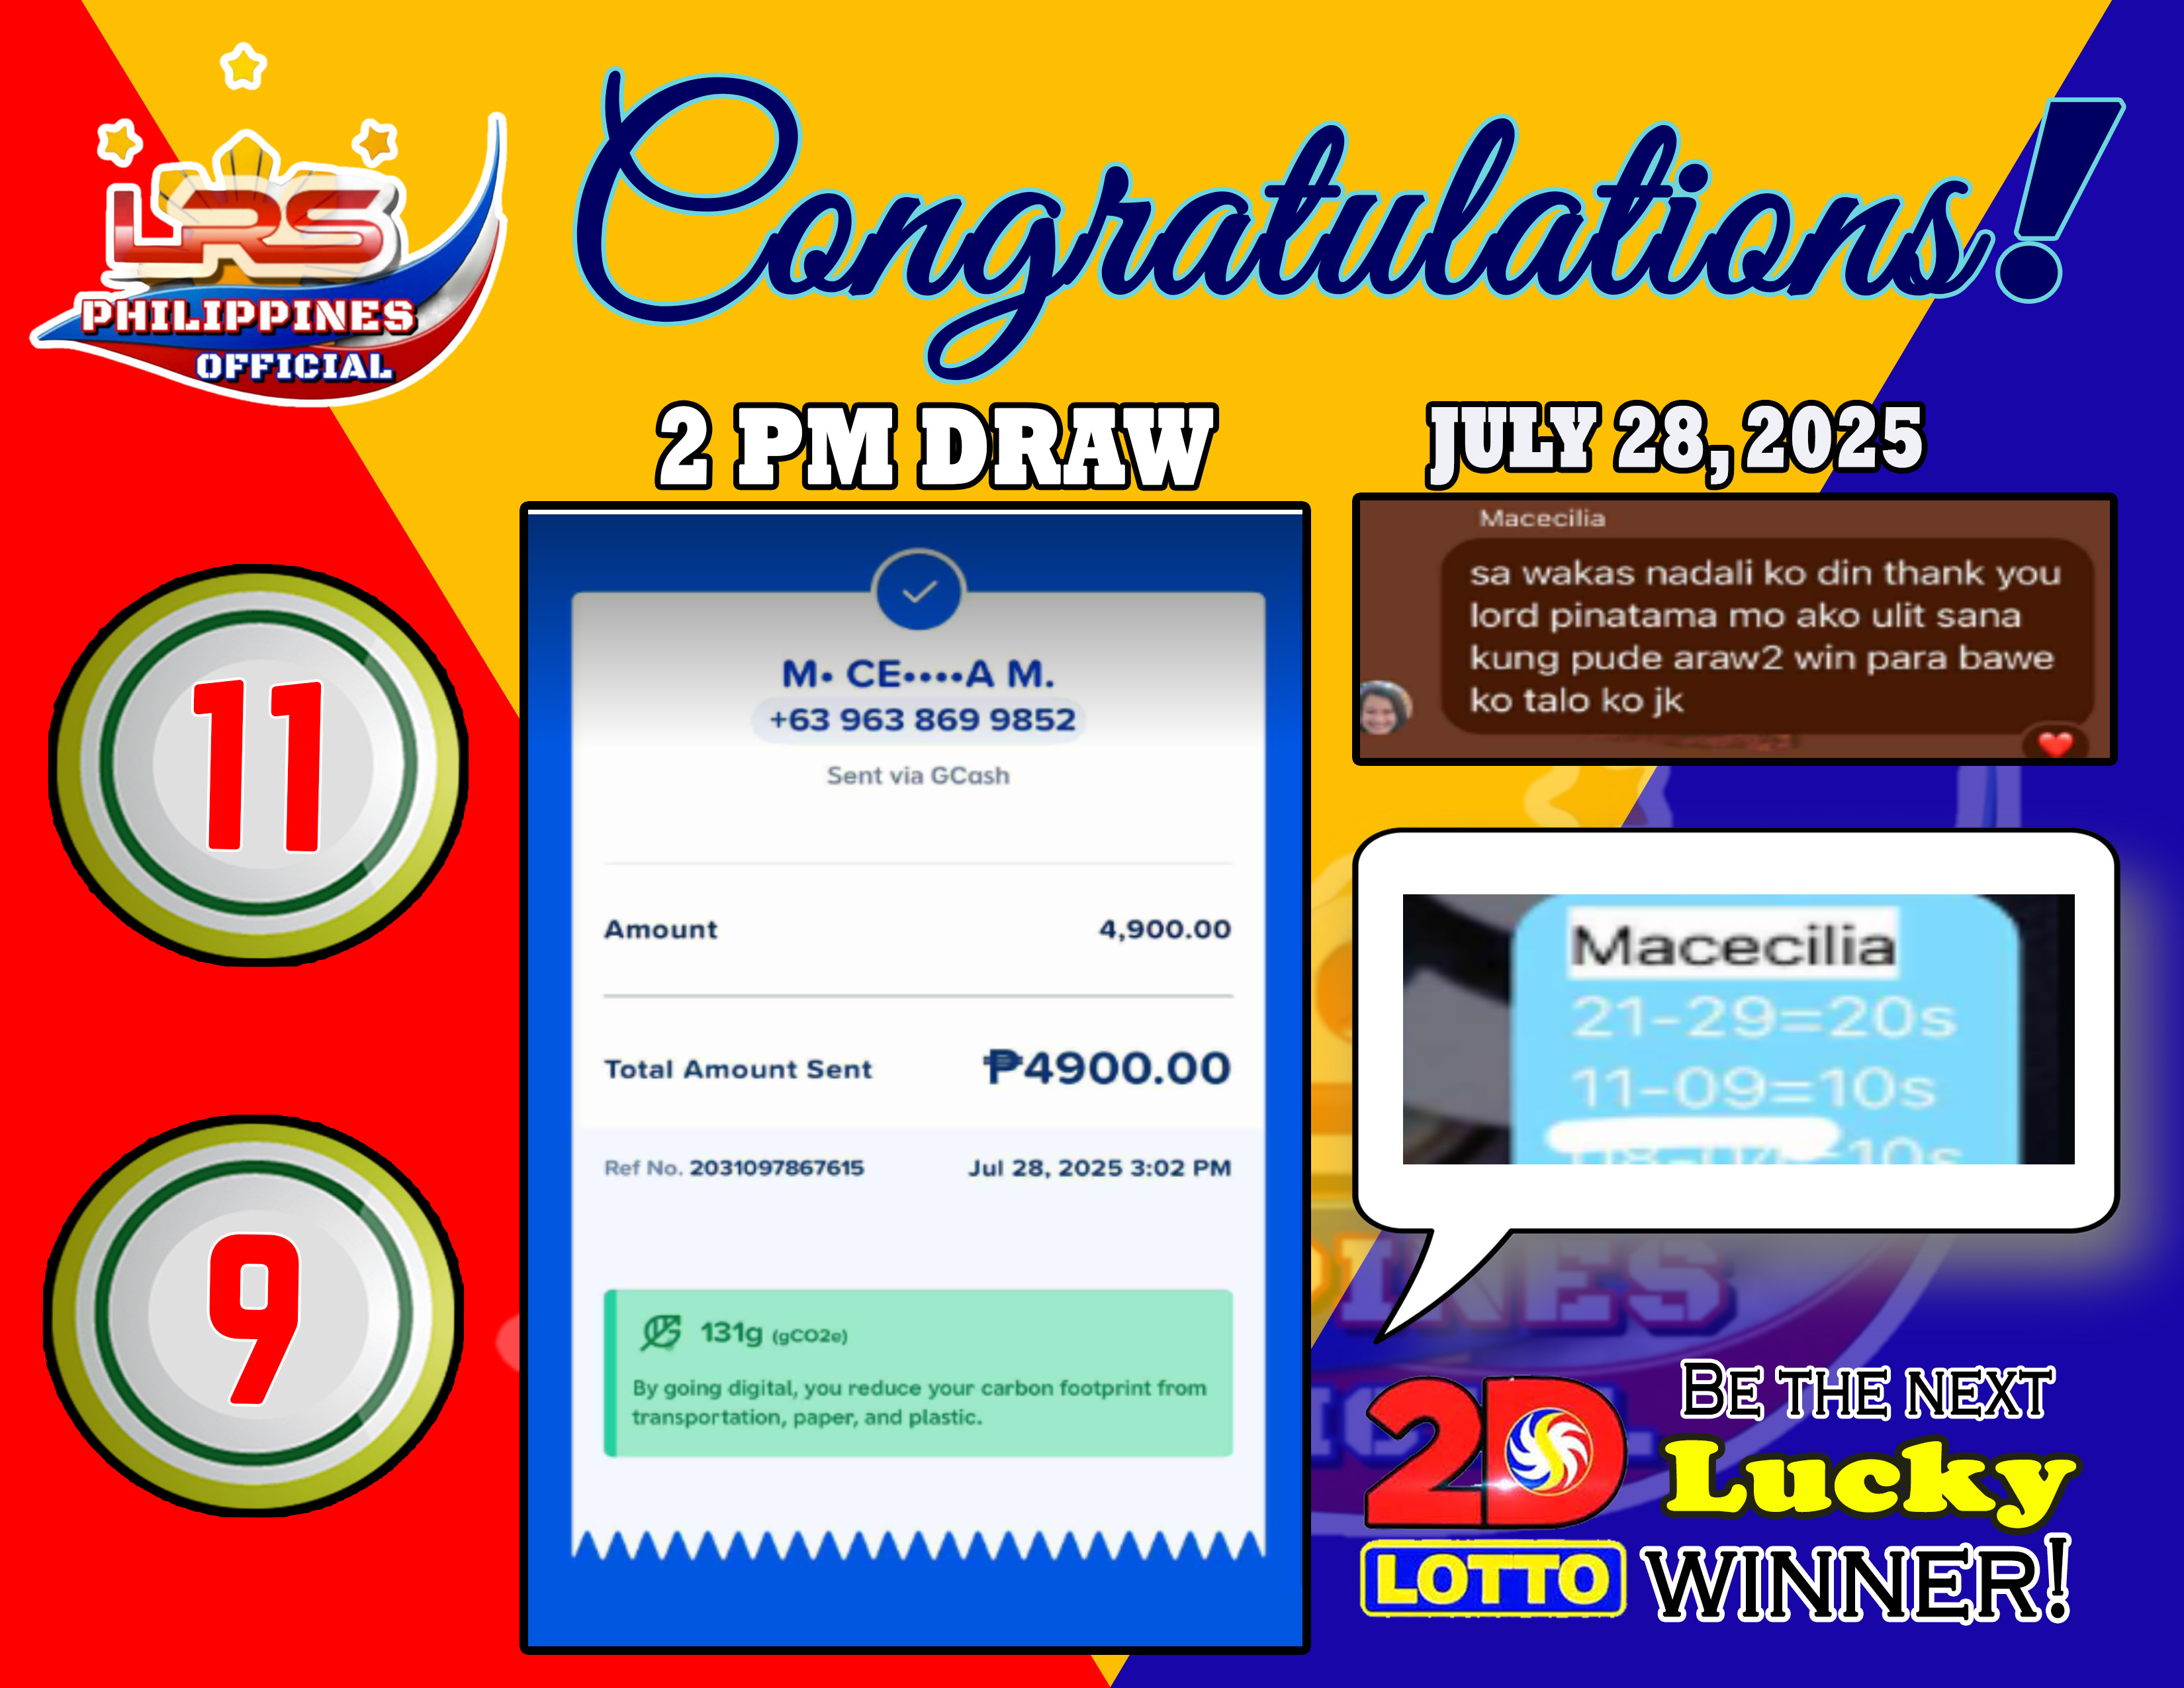 LRS
PHILIPPINES
OFFICIAL
Congratulations!
2 PM DRAW
JULY 28, 2025
11
9
M• CE••••A M.
+63 963 869 9852
Sent via GCash
Amount 4,900.00
Total Amount Sent ₱4900.00
Ref No. 2031097867615 Jul 28, 2025 3:02 PM
131g (gCO2e)
By going digital, you reduce your carbon footprint from
transportation, paper, and plastic.
Macecilia
sa wakas nadali ko din thank you
lord pinatama mo ako ulit sana
kung pude araw2 win para bawe
ko talo ko jk
Macecilia
21-29=20s
11-09=10s
2D
LOTTO
BE THE NEXT
Lucky
WINNER!